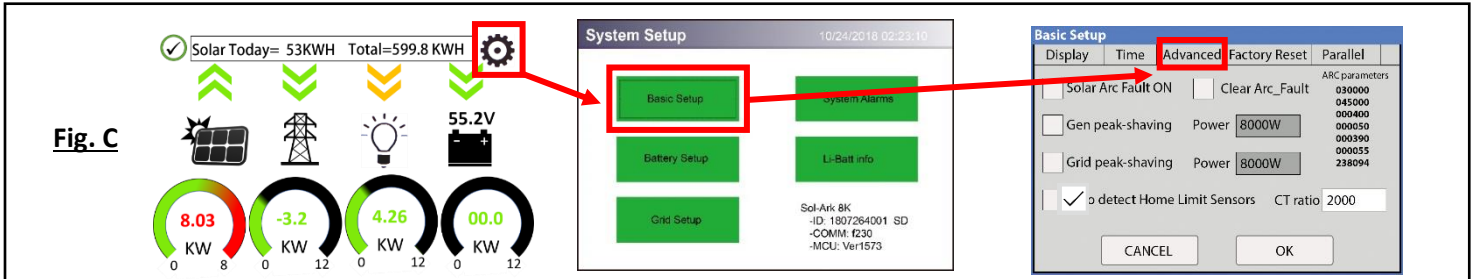 Fig. C
Solar Today= 53KWH Total=599.8 KWH
55.2V
8.03
KW
0 8
-3.2
KW
0 12
4.26
KW
0 12
00.0
KW
0 12
System Setup 10/24/2018 02:23:10
Basic Setup
System Alarms
Battery Setup
Li-Batt info
Grid Setup
Sol-Ark 8K
-ID: 1807264001 SD
-COMM: f230
-MCU: Ver1573
Basic Setup
Display Time Advanced Factory Reset Parallel
Solar Arc Fault ON Clear Arc_Fault
Gen peak-shaving Power 8000W
Grid peak-shaving Power 8000W
o detect Home Limit Sensors CT ratio 2000
ARC parameters
030000
045000
000400
000050
000390
000055
238094
CANCEL OK